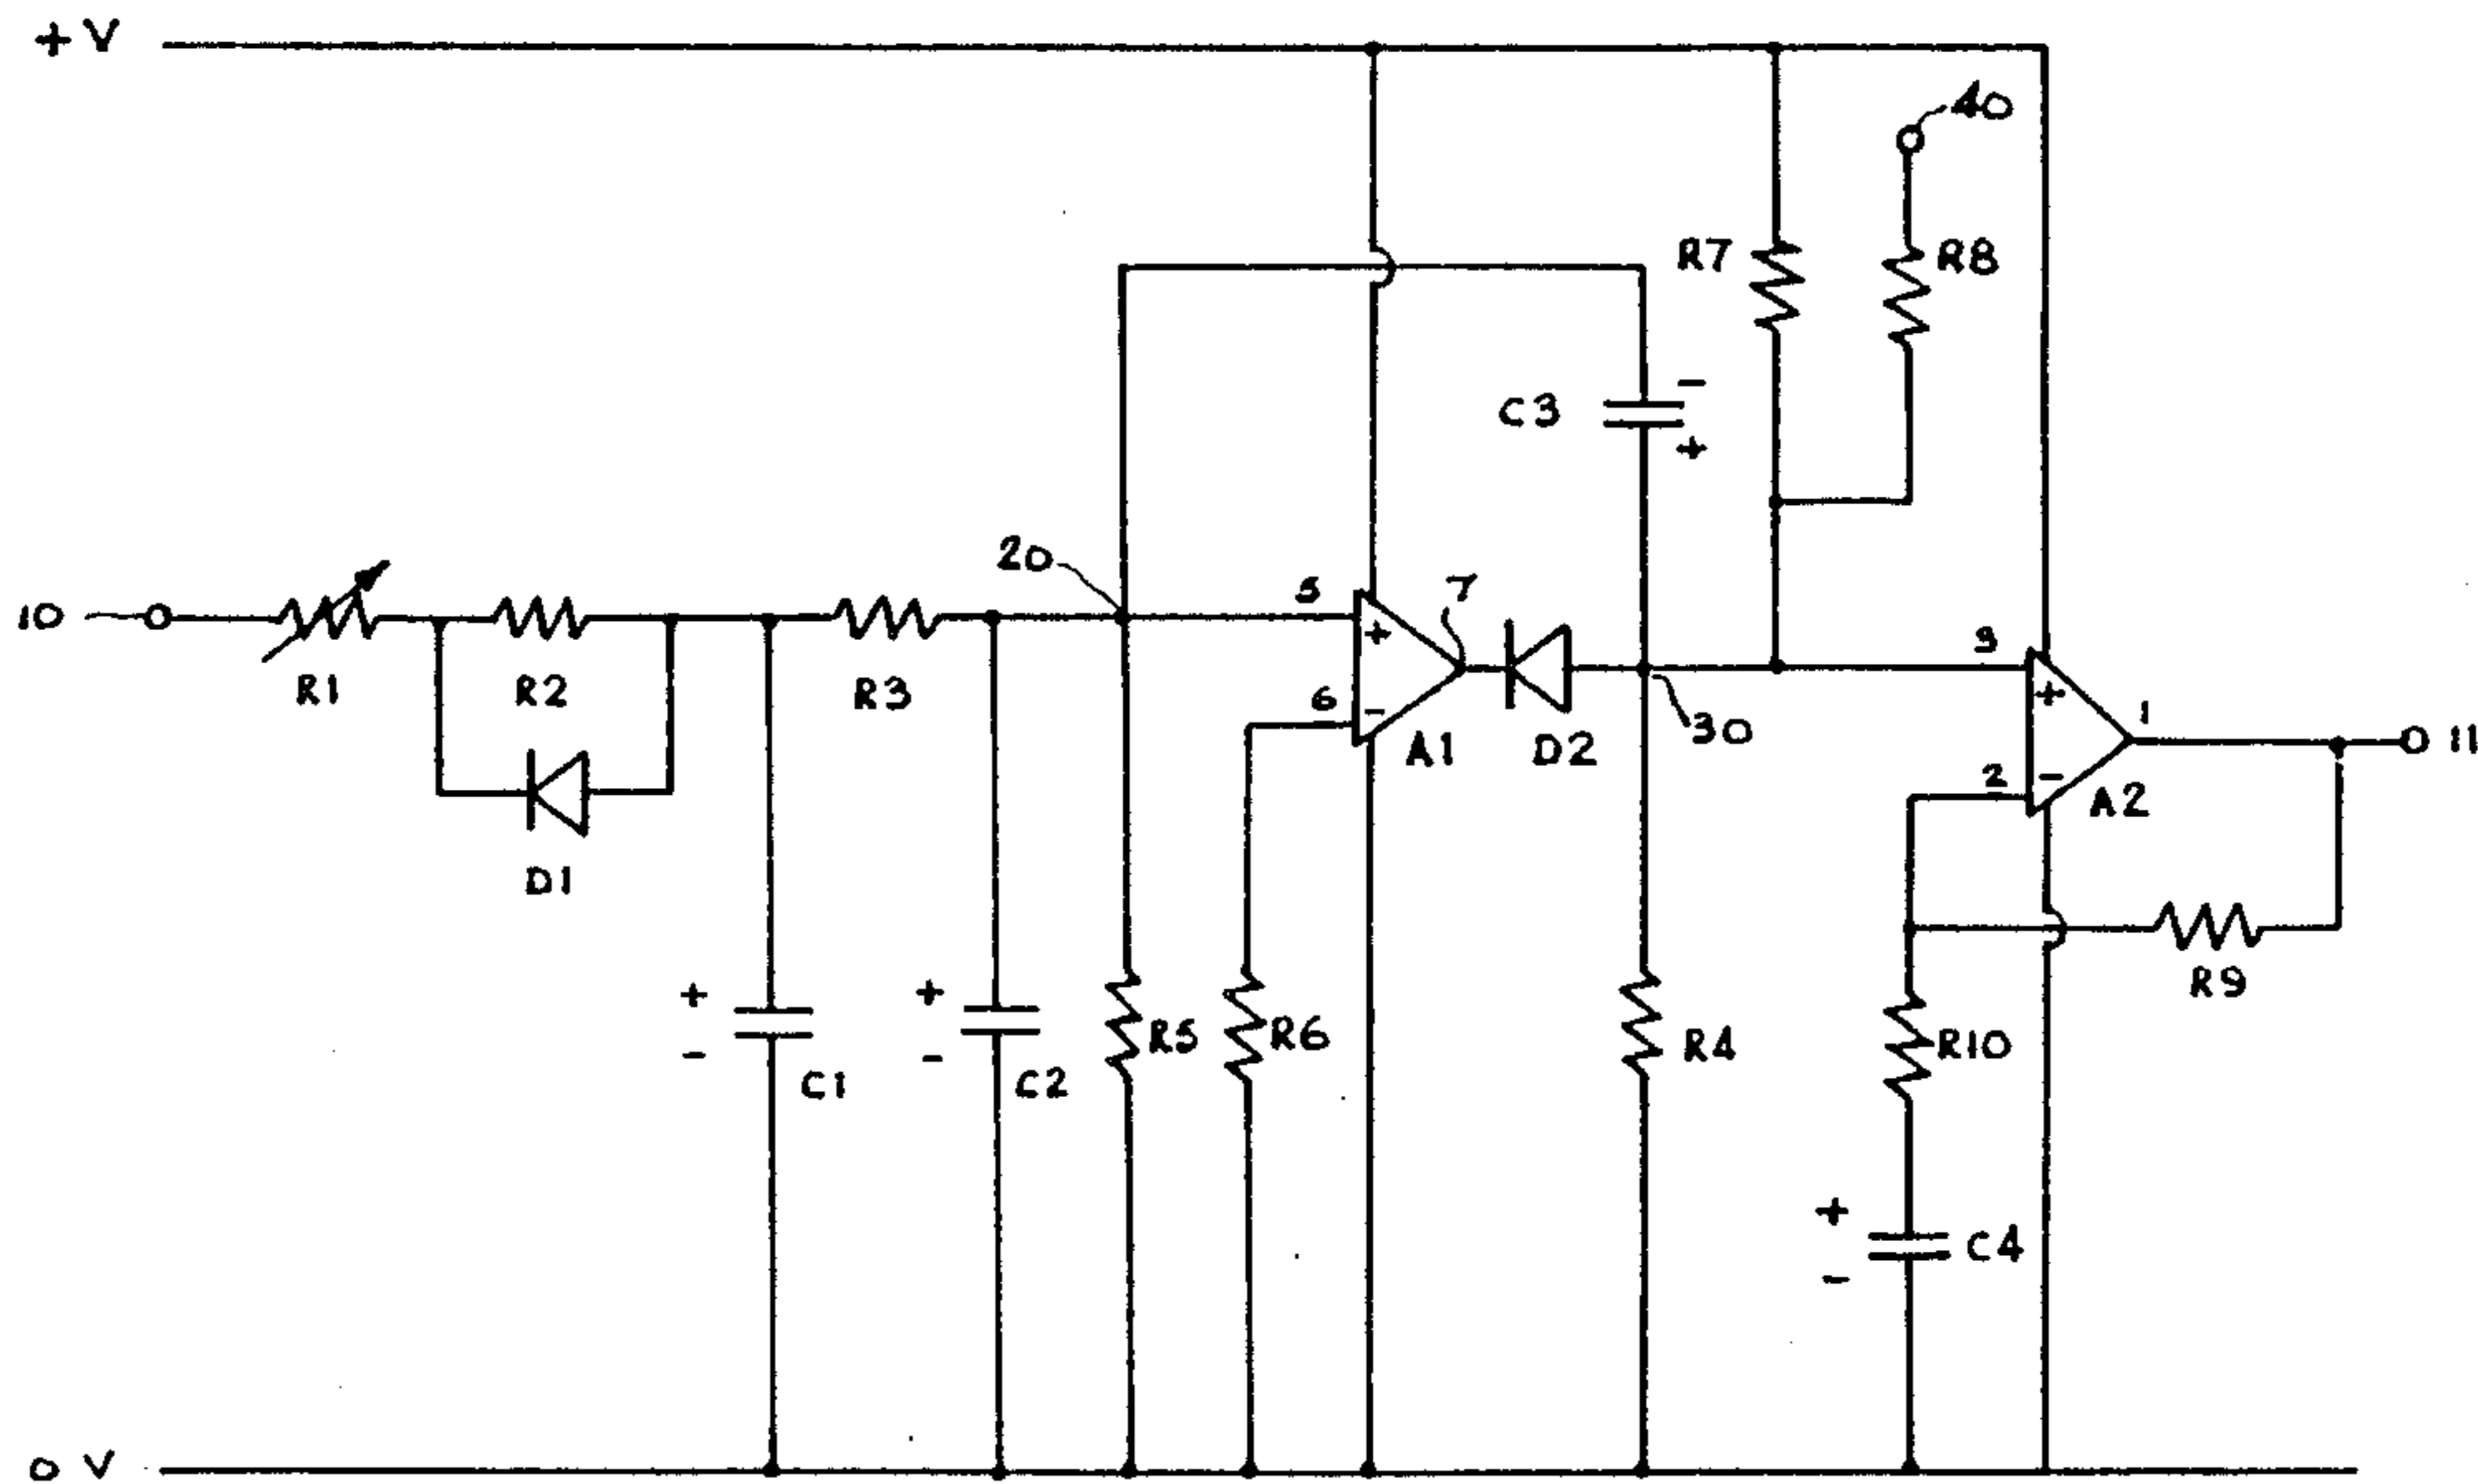 + V
40
R7
R8
C3
-
+
20
10
R1
R2
R3
5
+
7
6
-
A1
D2
30
3
+
1
11
2
-
A2
D1
R9
+
-
C1
+
-
C2
R5
R6
R4
R10
+
-
C4
0 V